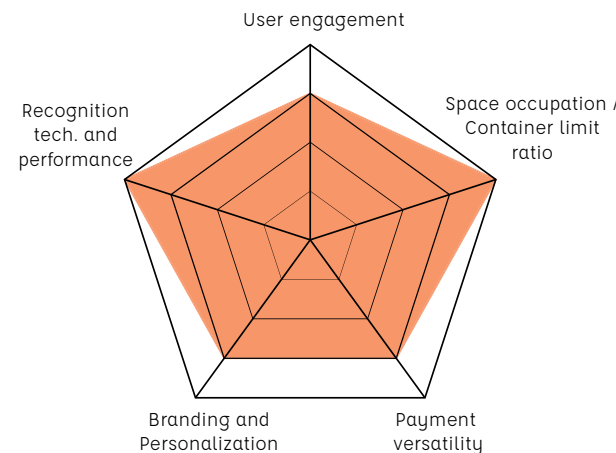 User engagement
Space occupation /
Container limit
ratio
Recognition
tech. and
performance
Branding and
Personalization
Payment
versatility